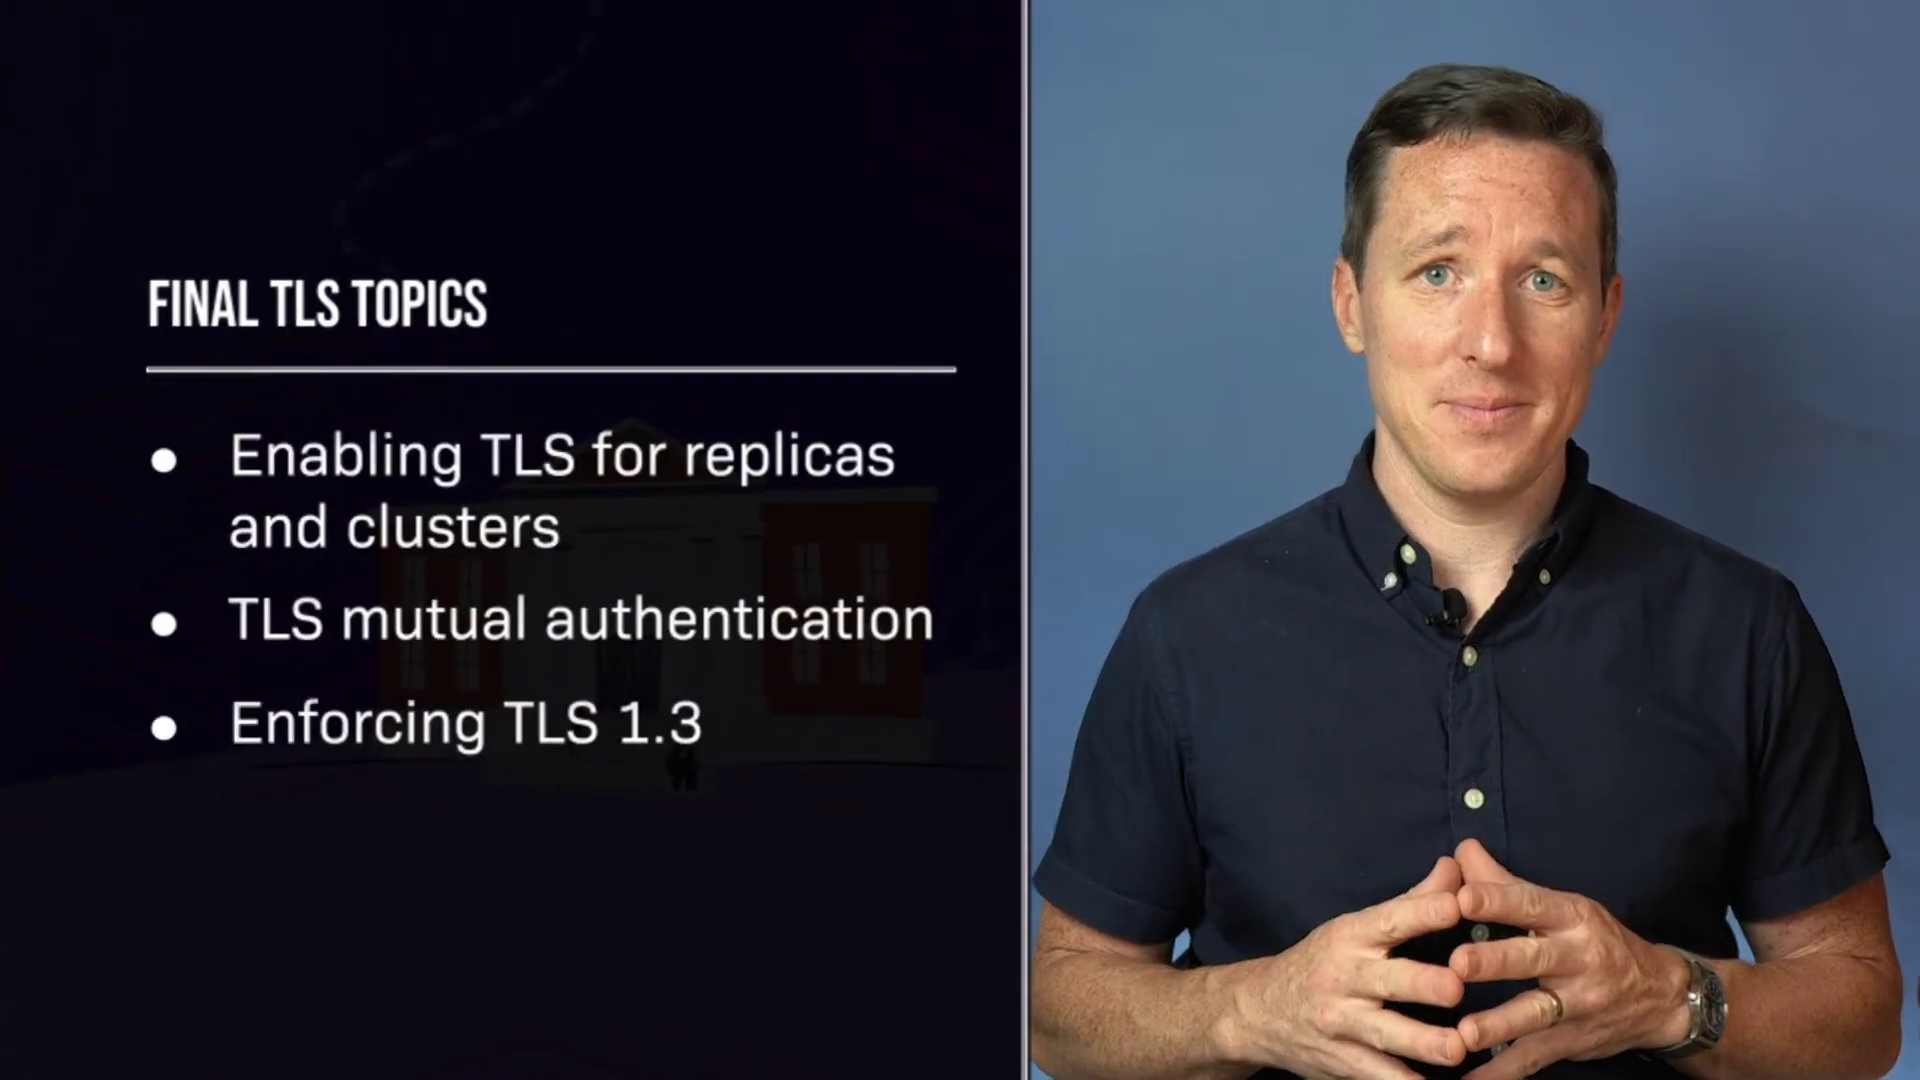 FINAL TLS TOPICS
● Enabling TLS for replicas
and clusters
● TLS mutual authentication
● Enforcing TLS 1.3